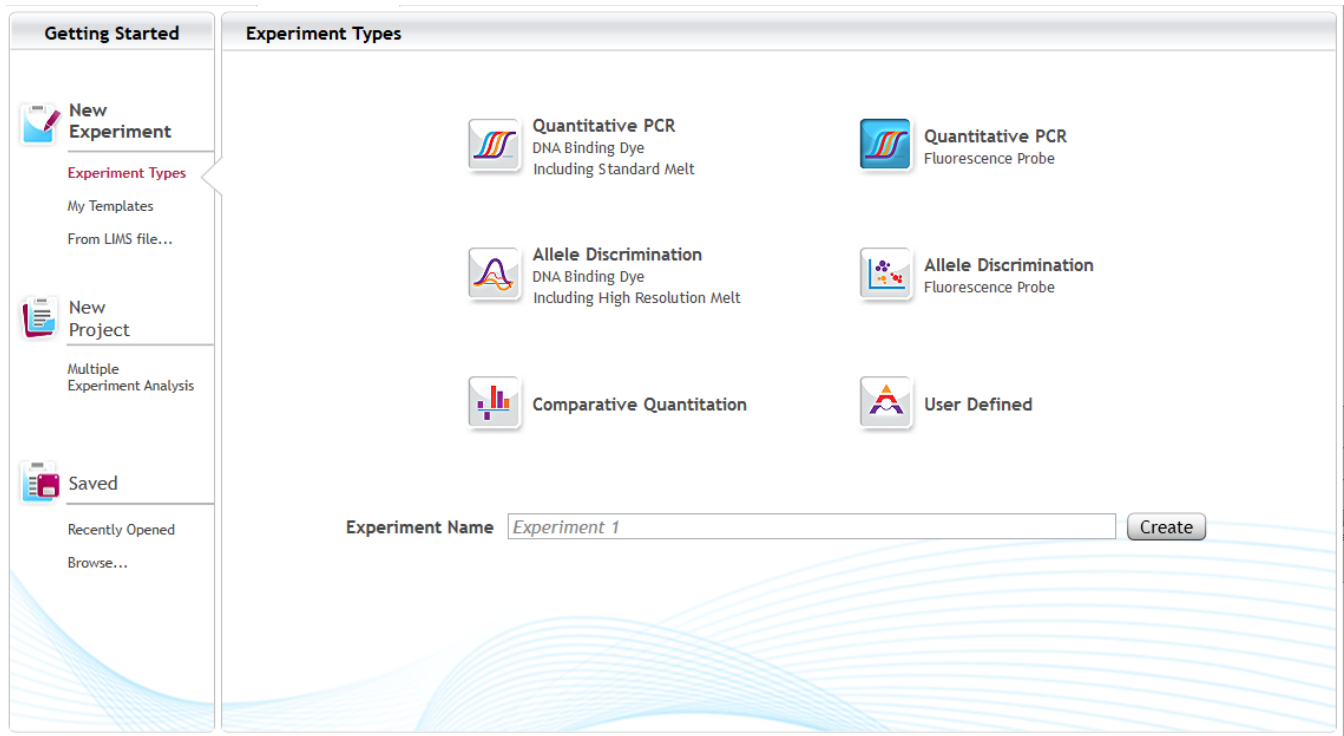 Getting Started
New
Experiment
Experiment Types
My Templates
From LIMS file...
New
Project
Multiple
Experiment Analysis
Saved
Recently Opened
Browse...
Experiment Types
Quantitative PCR
DNA Binding Dye
Including Standard Melt
Quantitative PCR
Fluorescence Probe
Allele Discrimination
DNA Binding Dye
Including High Resolution Melt
Allele Discrimination
Fluorescence Probe
Comparative Quantitation
User Defined
Experiment Name
Experiment 1
Create